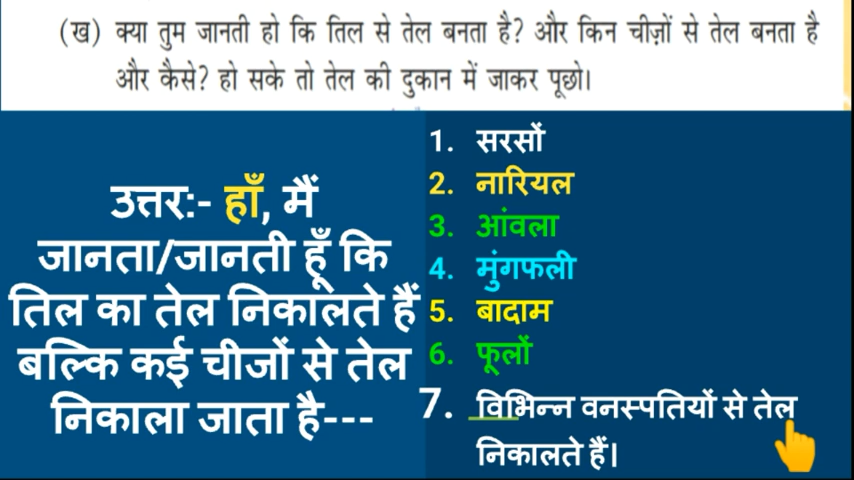 (ख) क्या तुम जानती हो कि तिल से तेल बनता है? और किन चीज़ों से तेल बनता है
और कैसे? हो सके तो तेल की दुकान में जाकर पूछो।
उत्तर:- हाँ, मैं
जानता/जानती हूँ कि
तिल का तेल निकालते हैं
बल्कि कई चीजों से तेल
निकाला जाता है---
1. सरसों
2. नारियल
3. आंवला
4. मुंगफली
5. बादाम
6. फूलों
7. विभिन्न वनस्पतियों से तेल
निकालते हैं।